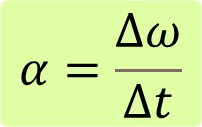 α = Δω / Δt